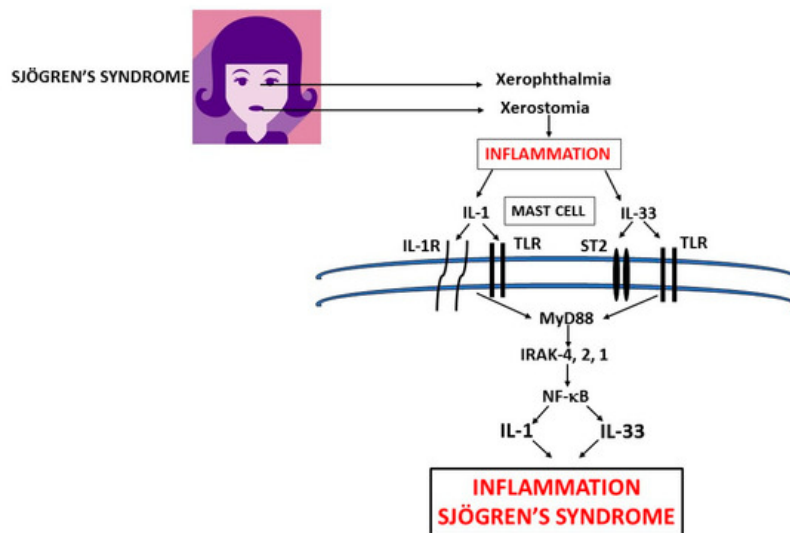 SJÖGREN'S SYNDROME
Xerophthalmia
Xerostomia
INFLAMMATION
IL-1
MAST CELL
IL-33
IL-1R
TLR
ST2
TLR
MyD88
IRAK-4, 2, 1
NF-κB
IL-1
IL-33
INFLAMMATION
SJÖGREN'S SYNDROME